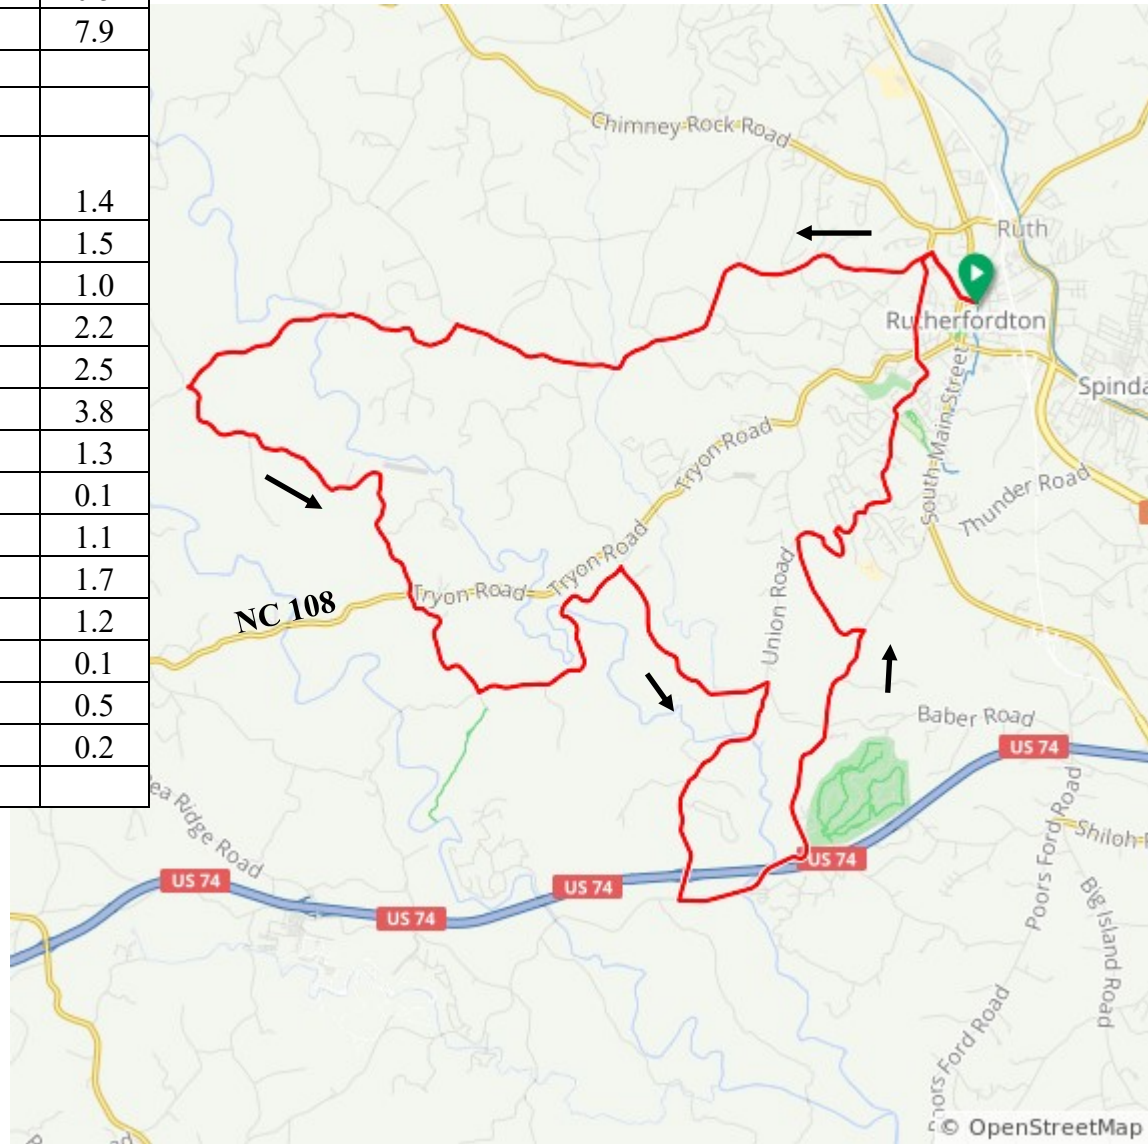 7.9
1.4
1.5
1.0
2.2
2.5
3.8
1.3
0.1
1.1
1.7
1.2
0.1
0.5
0.2
Chimney Rock Road
Ruth
Rutherfordton
Spinda
South Main Street
Thunder Road
Tryon Road
Tryon Road
Tryon Road
NC 108
Union Road
Baber Road
US 74
US 74
US 74
US 74
US 74
ea Ridge Road
Poors Ford Road
Shiloh
Big Island Road
Poors Ford Road
© OpenStreetMap